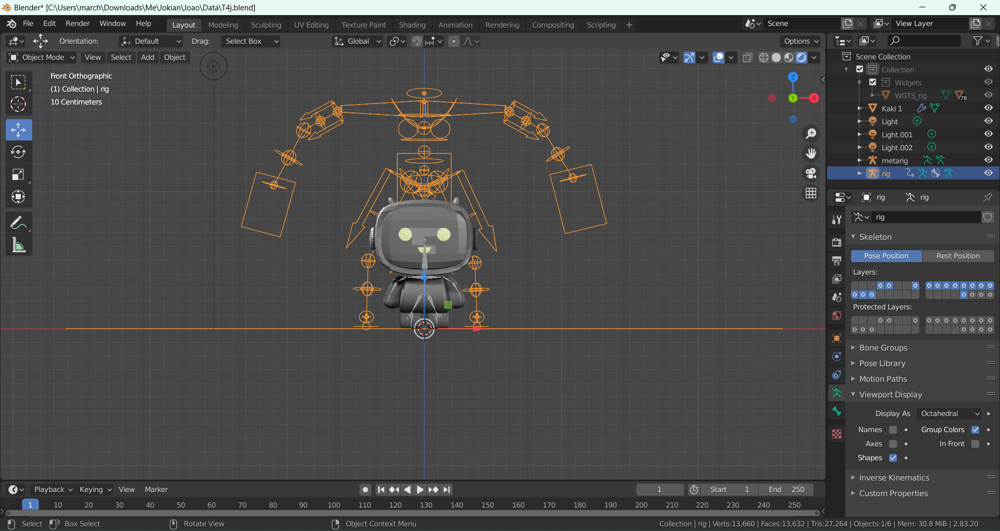 Blender* [C:\Users\march\Downloads\Me\Jokian\Joao\Data\T4j.blend]
File Edit Render Window Help
Layout Modeling Sculpting UV Editing Texture Paint Shading Animation Rendering Compositing Scripting +
Scene
View Layer
Orientation: Default Drag: Select Box
Global
Options
Object Mode View Select Add Object
Front Orthographic
(1) Collection | rig
10 Centimeters
Z
Y
X
Scene Collection
Collection
Widgets
WGTS_rig 78
Kaki 1
Light
Light.001
Light.002
metarig
rig
rig rig
rig
Skeleton
Pose Position Rest Position
Layers:
Protected Layers:
Bone Groups
Pose Library
Motion Paths
Viewport Display
Display As Octahedral
Names Group Colors
Axes In Front
Shapes
Inverse Kinematics
Custom Properties
Playback Keying View Marker
1 Start 1 End 250
1 10 20 30 40 50 60 70 80 90 100 110 120 130 140 150 160 170 180 190 200 210 220 230 240 250
Select Box Select Rotate View Object Context Menu
Collection | rig | Verts:13,660 | Faces:13,632 | Tris:27,264 | Objects:1/6 | Mem: 30.8 MiB | 2.83.20